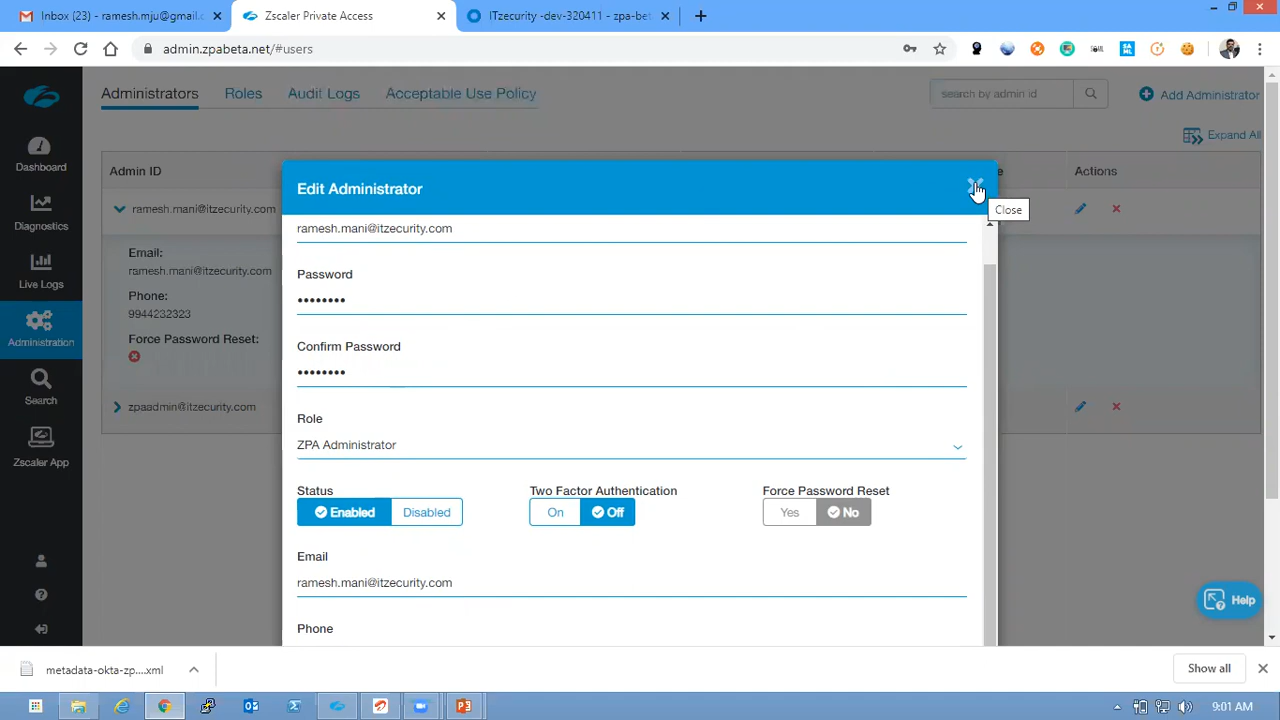 Inbox (23) - ramesh.mju@gmail.c
Zscaler Private Access
ITzecurity -dev-320411 - zpa-bet
admin.zpabeta.net/#users
Administrators
Roles
Audit Logs
Acceptable Use Policy
search by admin id
Add Administrator
Expand All
Admin ID
Actions
ramesh.mani@itzecurity.com
Email:
ramesh.mani@itzecurity.com
Phone:
9944232323
Force Password Reset:
zpaadmin@itzecurity.com
Dashboard
Diagnostics
Live Logs
Administration
Search
Zscaler App
Edit Administrator
Close
ramesh.mani@itzecurity.com
Password
••••••••
Confirm Password
••••••••
Role
ZPA Administrator
Status
Two Factor Authentication
Force Password Reset
Enabled
Disabled
On
Off
Yes
No
Email
ramesh.mani@itzecurity.com
Phone
Help
metadata-okta-zp....xml
Show all
9:01 AM